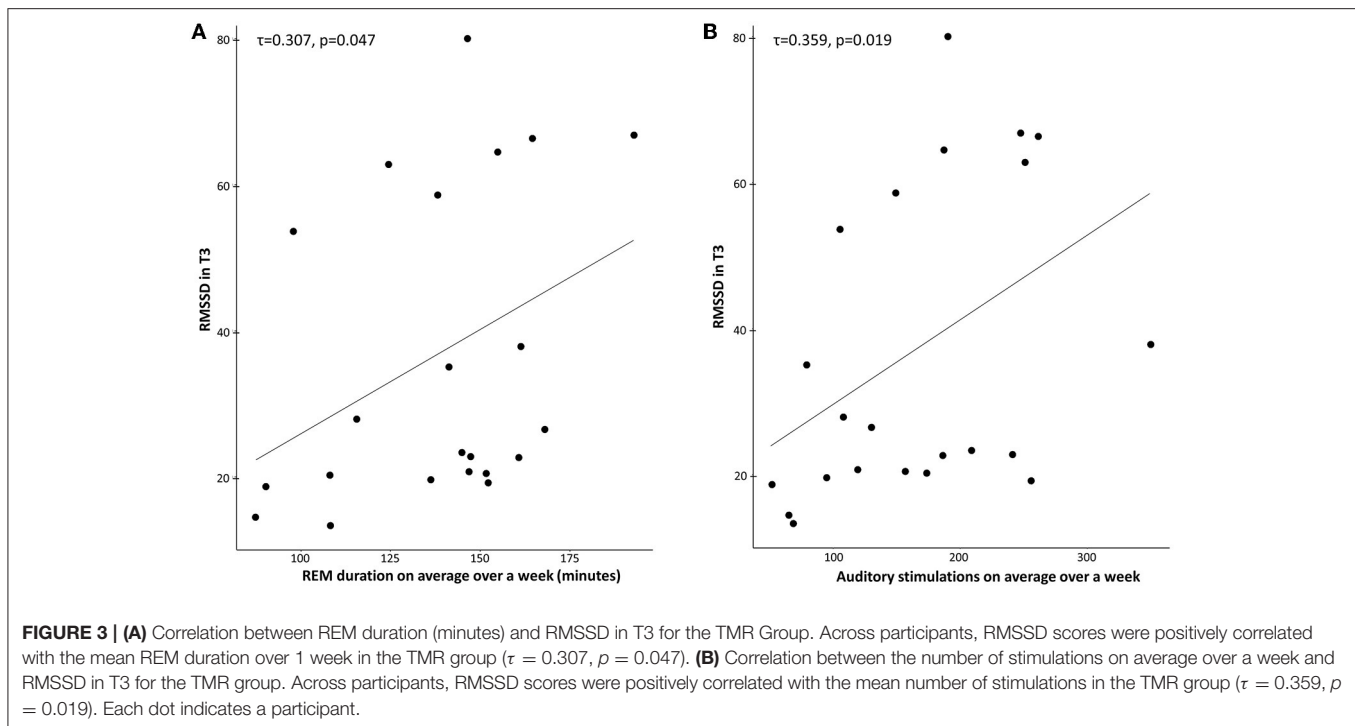 A
τ=0.307, p=0.047
80
60
40
20
RMSSD in T3
100
125
150
175
REM duration on average over a week (minutes)
B
τ=0.359, p=0.019
80
60
40
20
RMSSD in T3
100
200
300
Auditory stimulations on average over a week
FIGURE 3 | (A) Correlation between REM duration (minutes) and RMSSD in T3 for the TMR Group. Across participants, RMSSD scores were positively correlated
with the mean REM duration over 1 week in the TMR group (τ = 0.307, p = 0.047). (B) Correlation between the number of stimulations on average over a week and
RMSSD in T3 for the TMR group. Across participants, RMSSD scores were positively correlated with the mean number of stimulations in the TMR group (τ = 0.359, p
= 0.019). Each dot indicates a participant.